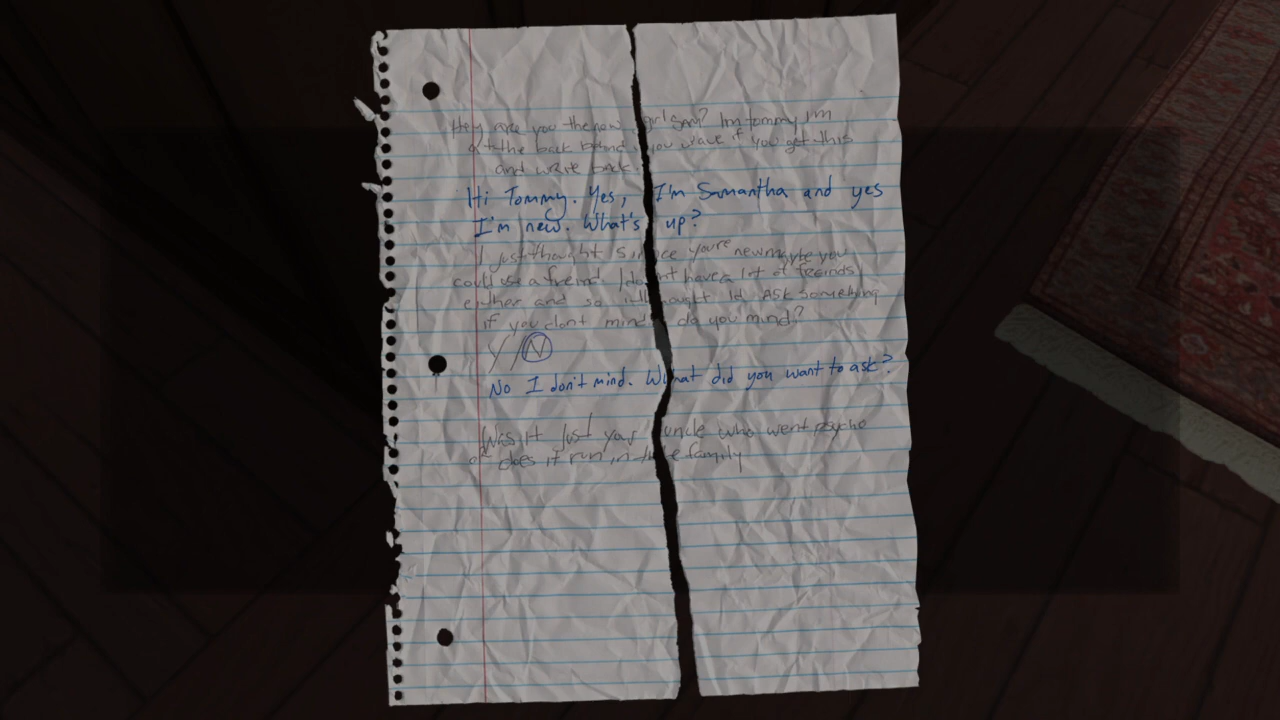 Hey are you the new girl Sam? Im tommy Im
at the back behind you wave if you get this
and write back
Hi Tommy. Yes, I'm Samantha and yes
I'm new. What's up?
I just thought since youre new maybe you
could use a freind. I dont have a lot of freinds
either and so I thought Id ask something
if you dont mind do you mind?
Y/N
No I don't mind. What did you want to ask?
Was it just your uncle who went psycho
or does it run in the family